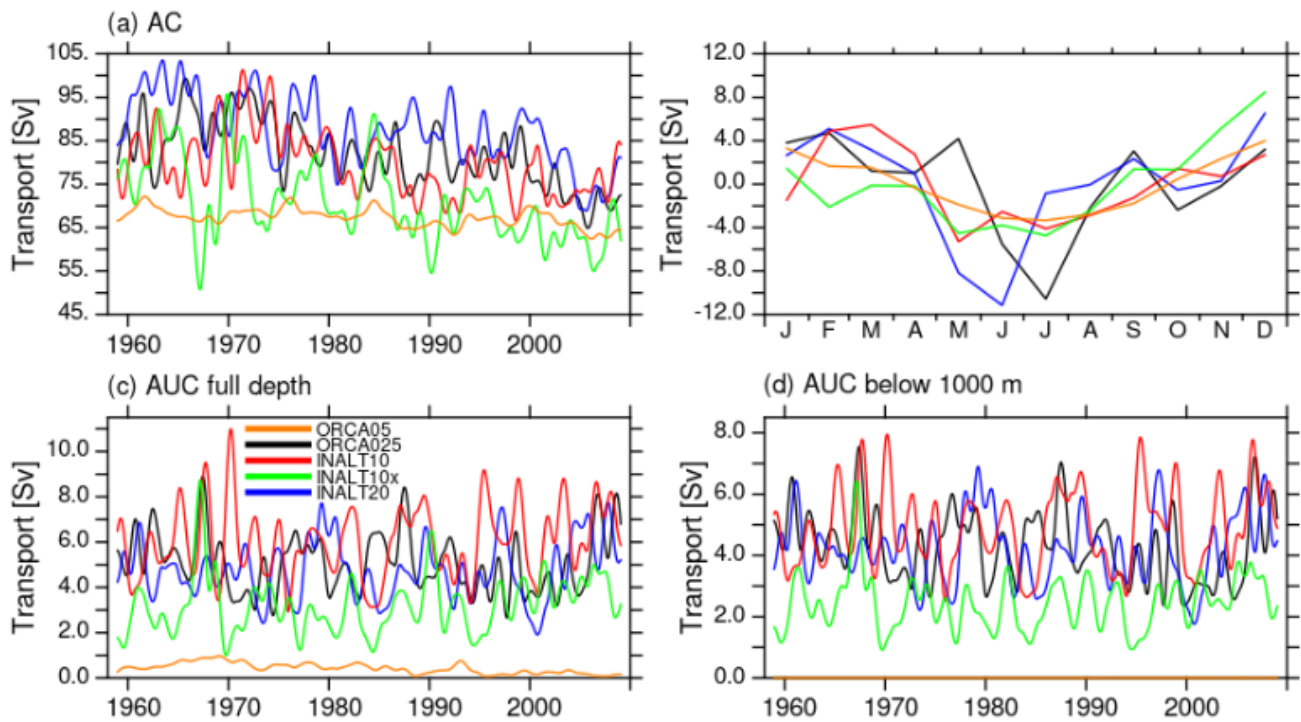 (a) AC
Transport [Sv]
105.
95.
85.
75.
65.
55.
45.
1960 1970 1980 1990 2000
Transport [Sv]
12.0
8.0
4.0
0.0
-4.0
-8.0
-12.0
J F M A M J J A S O N D
(c) AUC full depth
Transport [Sv]
10.0
8.0
6.0
4.0
2.0
0.0
ORCA05
ORCA025
INALT10
INALT10x
INALT20
1960 1970 1980 1990 2000
(d) AUC below 1000 m
Transport [Sv]
8.0
6.0
4.0
2.0
0.0
1960 1970 1980 1990 2000